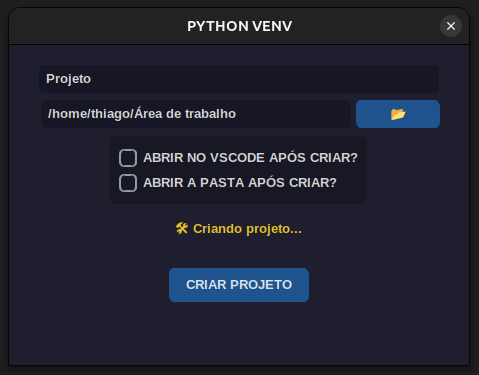 PYTHON VENV
Projeto
/home/thiago/Área de trabalho
ABRIR NO VSCODE APÓS CRIAR?
ABRIR A PASTA APÓS CRIAR?
🛠 Criando projeto...
CRIAR PROJETO